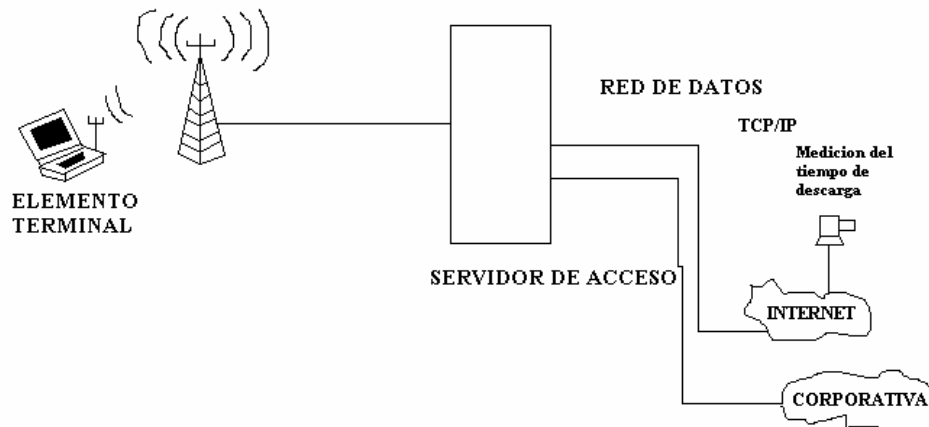 RED DE DATOS
TCP/IP
Medicion del
tiempo de
descarga
ELEMENTO
TERMINAL
SERVIDOR DE ACCESO
INTERNET
CORPORATIVA